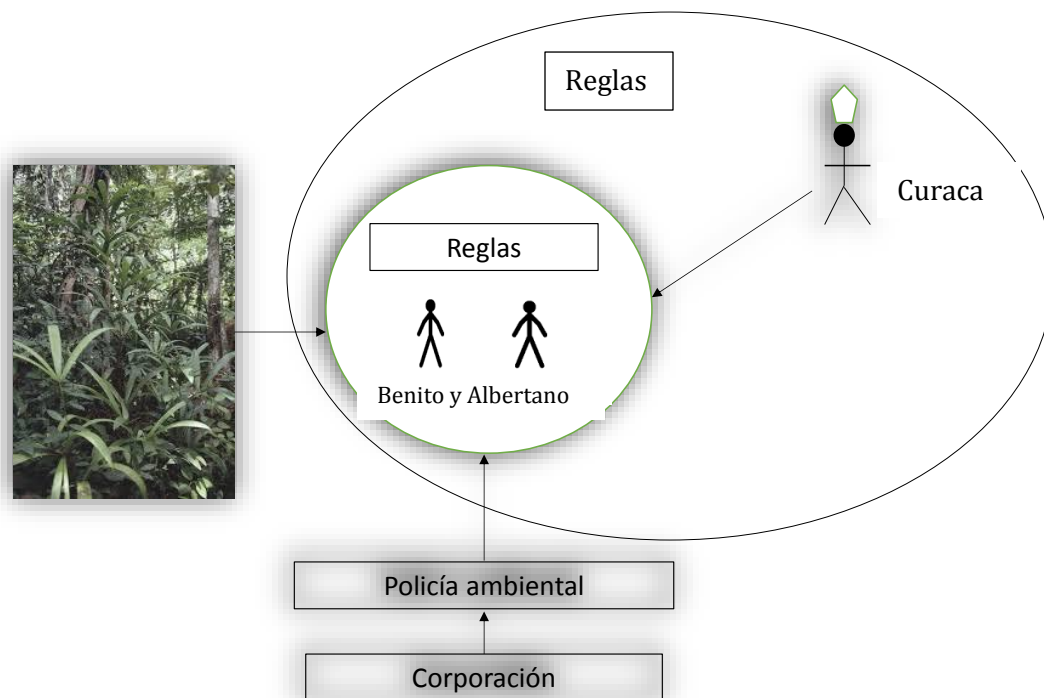 Reglas
Curaca
Reglas
Benito y Albertano
Policía ambiental
Corporación